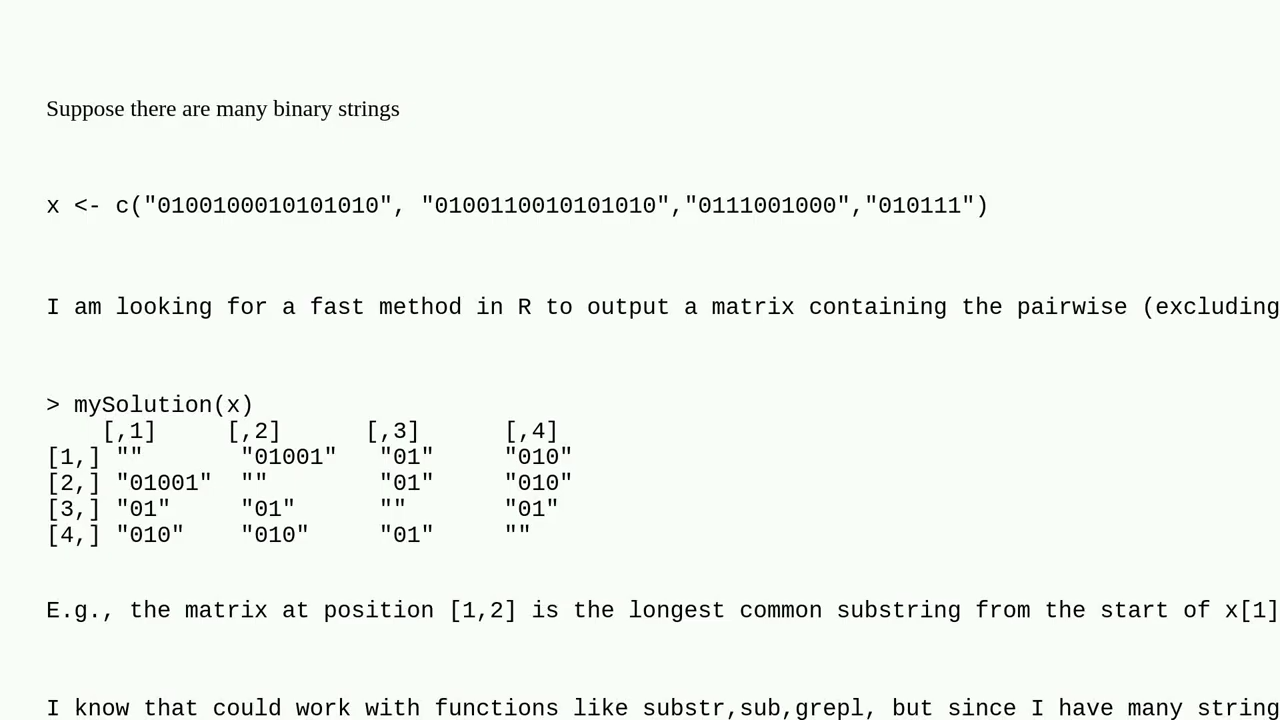 Suppose there are many binary strings
x <- c("0100100010101010", "0100110010101010","0111001000","010111")
I am looking for a fast method in R to output a matrix containing the pairwise (excluding
> mySolution(x)
    [,1]     [,2]      [,3]      [,4]
[1,] ""       "01001"   "01"     "010"
[2,] "01001"  ""        "01"     "010"
[3,] "01"     "01"      ""       "01"
[4,] "010"    "010"     "01"     ""
E.g., the matrix at position [1,2] is the longest common substring from the start of x[1]
I know that could work with functions like substr,sub,grepl, but since I have many string